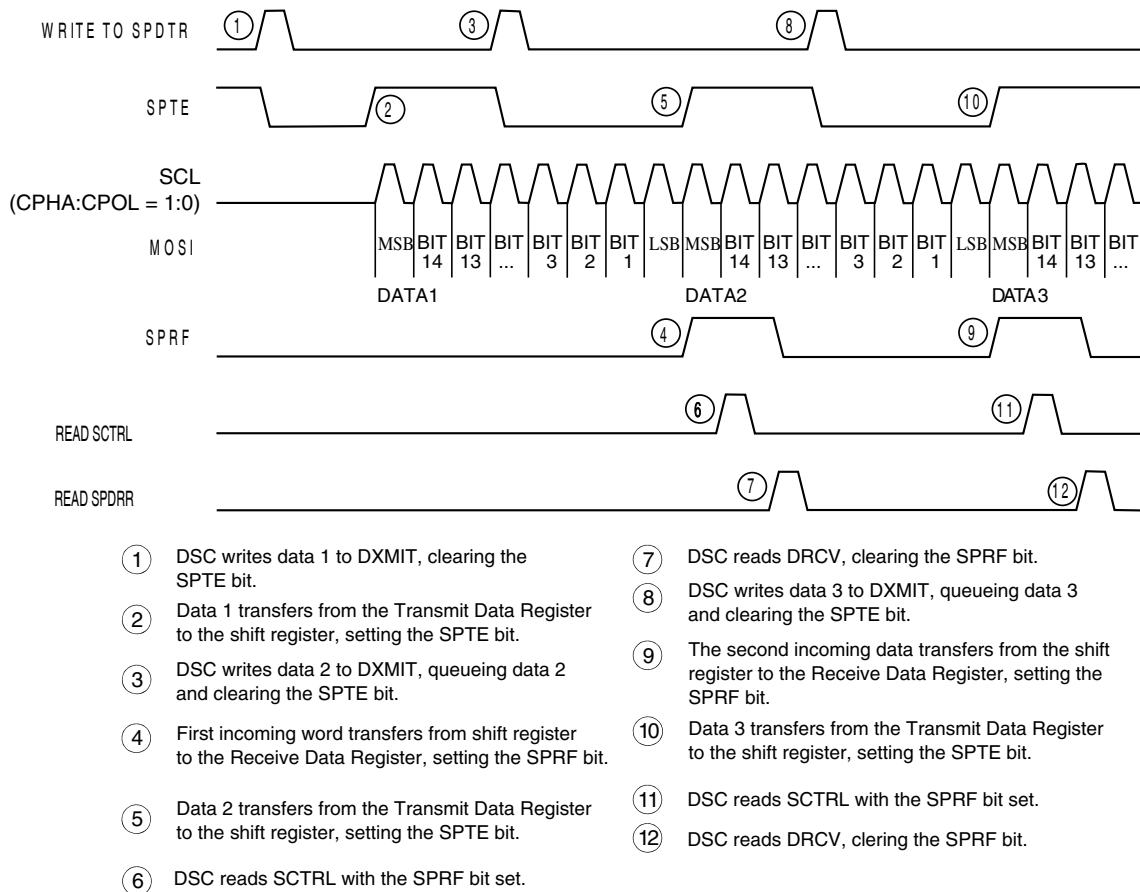 WRITE TO SPDTR
1
3
8
SPTE
2
5
10
SCL
(CPHA:CPOL = 1:0)
MOSI
MSB BIT 14 BIT 13 BIT ... BIT 3 BIT 2 BIT 1 LSB MSB BIT 14 BIT 13 BIT ... BIT 3 BIT 2 BIT 1 LSB MSB BIT 14 BIT 13 BIT ...
DATA1 DATA2 DATA3
SPRF
4
9
READ SCTRL
6
11
READ SPDRR
7
12
1 DSC writes data 1 to DXMIT, clearing the
SPTE bit.
2 Data 1 transfers from the Transmit Data Register
to the shift register, setting the SPTE bit.
3 DSC writes data 2 to DXMIT, queueing data 2
and clearing the SPTE bit.
4 First incoming word transfers from shift register
to the Receive Data Register, setting the SPRF bit.
5 Data 2 transfers from the Transmit Data Register
to the shift register, setting the SPTE bit.
6 DSC reads SCTRL with the SPRF bit set.
7 DSC reads DRCV, clearing the SPRF bit.
8 DSC writes data 3 to DXMIT, queueing data 3
and clearing the SPTE bit.
9 The second incoming data transfers from the shift
register to the Receive Data Register, setting the
SPRF bit.
10 Data 3 transfers from the Transmit Data Register
to the shift register, setting the SPTE bit.
11 DSC reads SCTRL with the SPRF bit set.
12 DSC reads DRCV, clering the SPRF bit.